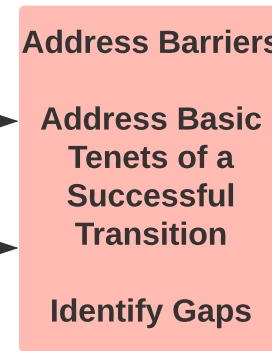 Address Barriers
Address Basic
Tenets of a
Successful
Transition
Identify Gaps